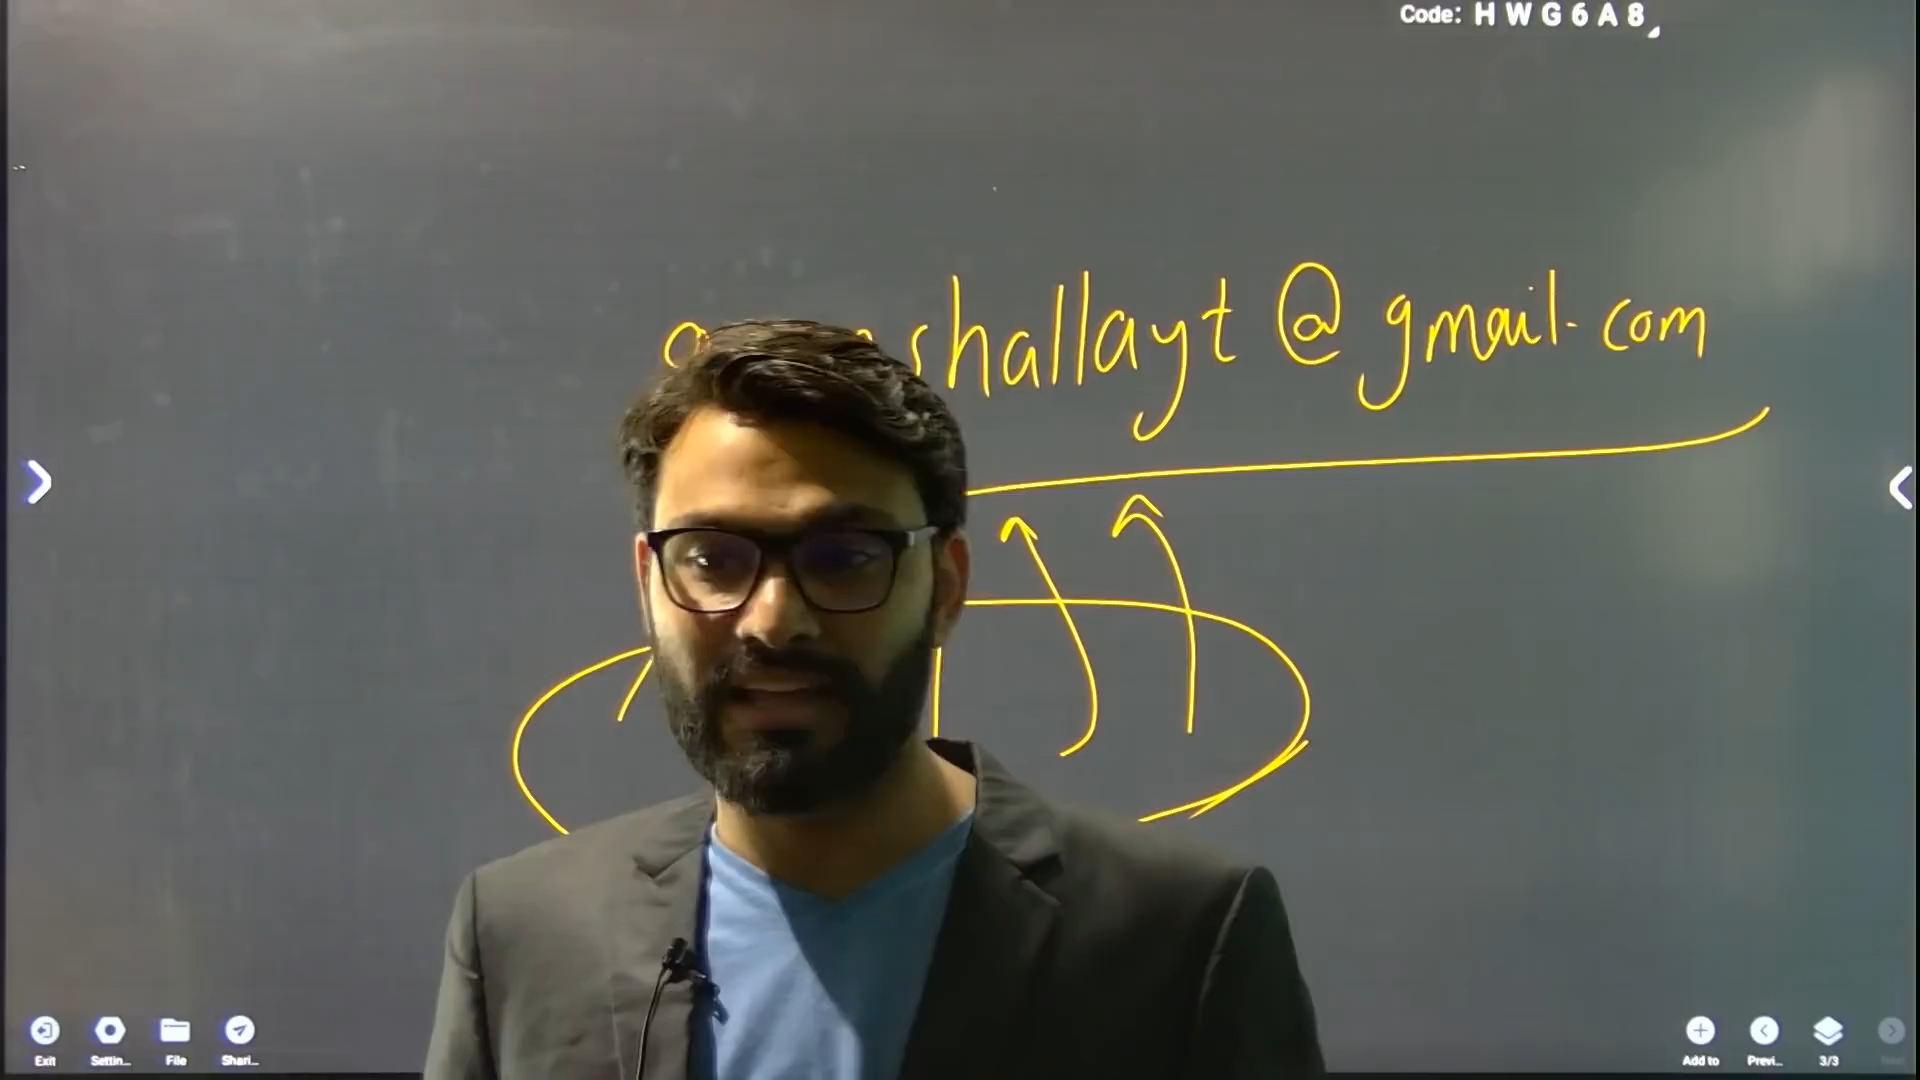 Code: HWG6A8
shallayt@gmail.com
Exit
Settin...
File
Shari...
Add to
Previ...
3/3